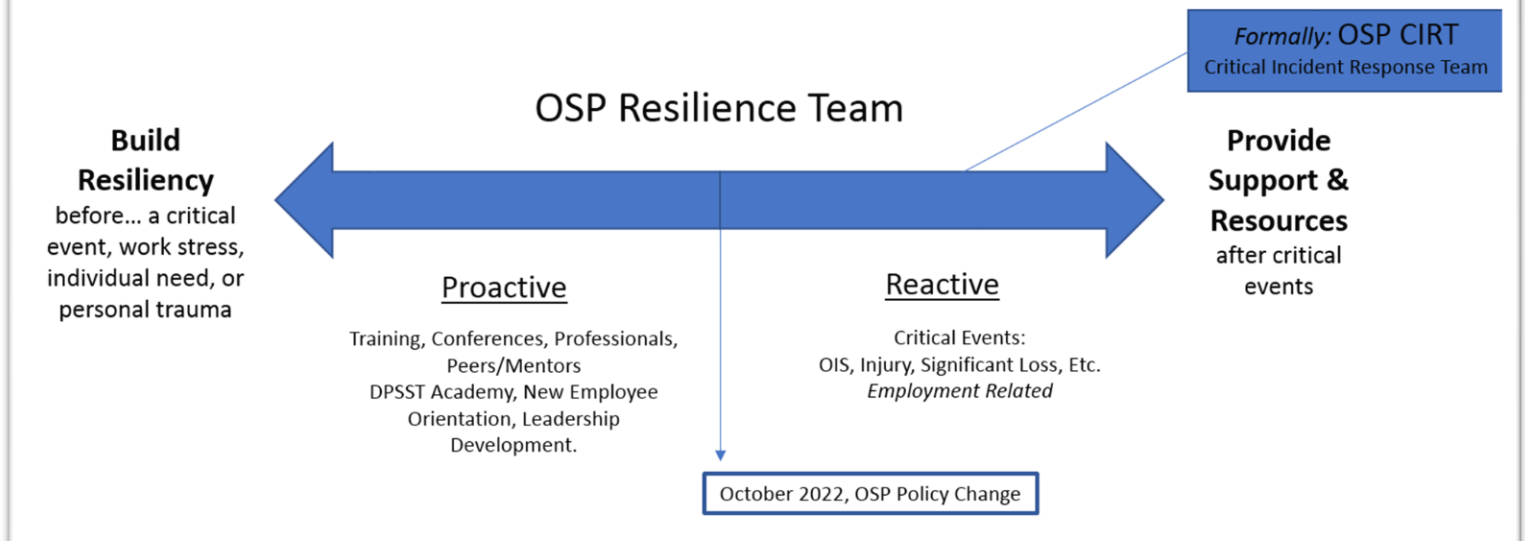 Formally: OSP CIRT
Critical Incident Response Team
OSP Resilience Team
Build
Resiliency
before... a critical
event, work stress,
individual need, or
personal trauma
Provide
Support &
Resources
after critical
events
Proactive
Training, Conferences, Professionals,
Peers/Mentors
DPSST Academy, New Employee
Orientation, Leadership
Development.
Reactive
Critical Events:
OIS, Injury, Significant Loss, Etc.
Employment Related
October 2022, OSP Policy Change